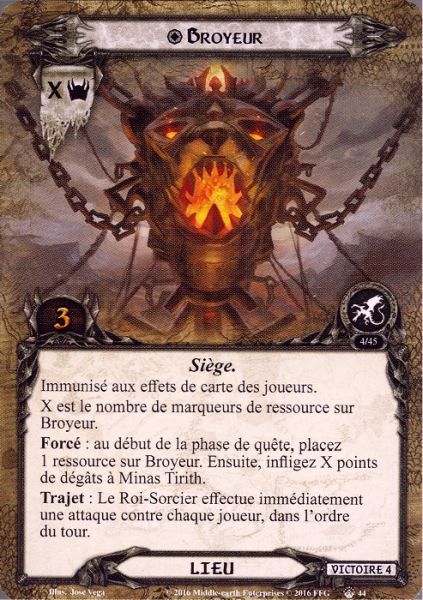 Broyeur
X
3
4/45
Siège.
Immunisé aux effets de carte des joueurs.
X est le nombre de marqueurs de ressource sur
Broyeur.
Forcé : au début de la phase de quête, placez
1 ressource sur Broyeur. Ensuite, infligez X points
de dégâts à Minas Tirith.
Trajet : Le Roi-Sorcier effectue immédiatement
une attaque contre chaque joueur, dans l'ordre
du tour.
LIEU
VICTOIRE 4
Illus. Jose Vega
© 2016 Middle-earth Enterprises © 2016 FFG
44